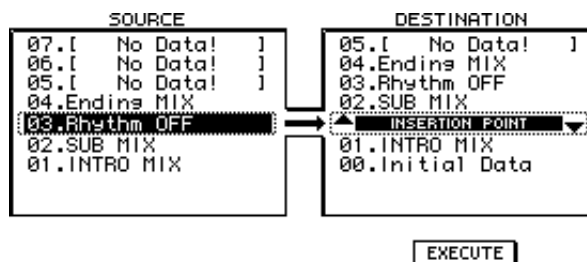 SOURCE
07.[ No Data! ]
06.[ No Data! ]
05.[ No Data! ]
04.Ending MIX
03.Rhythm OFF
02.SUB MIX
01.INTRO MIX
DESTINATION
05.[ No Data! ]
04.Ending MIX
03.Rhythm OFF
02.SUB MIX
INSERTION POINT
01.INTRO MIX
00.Initial Data
EXECUTE